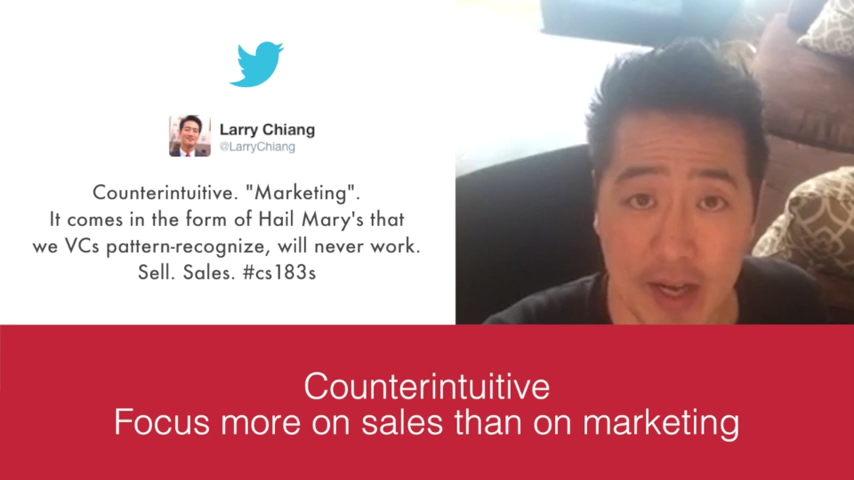 Larry Chiang
@LarryChiang
Counterintuitive. "Marketing".
It comes in the form of Hail Mary's that
we VCs pattern-recognize, will never work.
Sell. Sales. #cs183s
Counterintuitive
Focus more on sales than on marketing